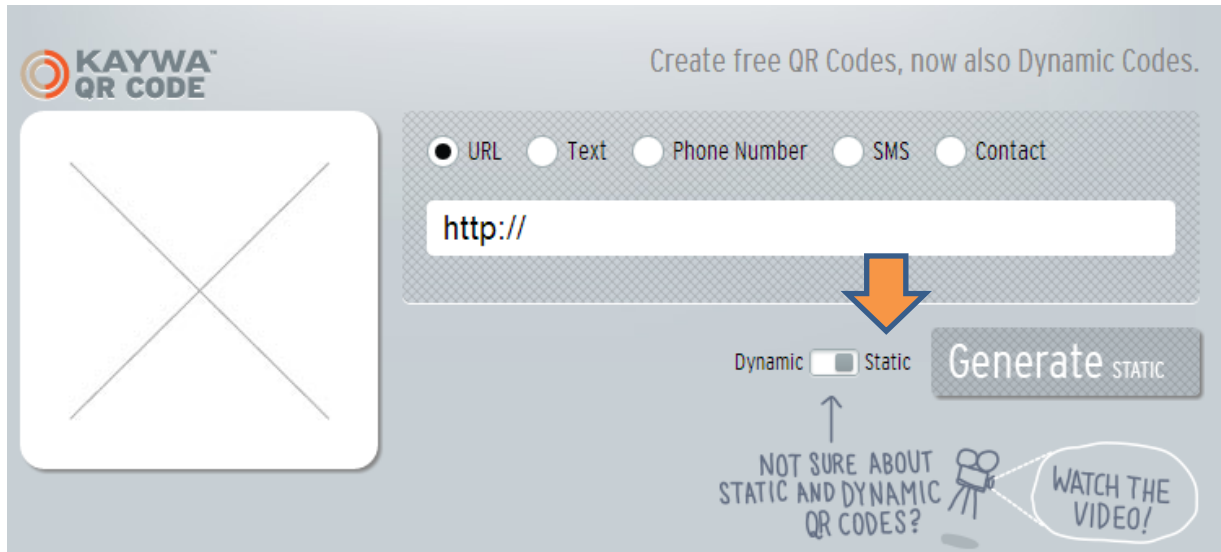 KAYWA™
QR CODE
Create free QR Codes, now also Dynamic Codes.
URL Text Phone Number SMS Contact
http://
Dynamic Static Generate STATIC
NOT SURE ABOUT
STATIC AND DYNAMIC
QR CODES?
WATCH THE
VIDEO!